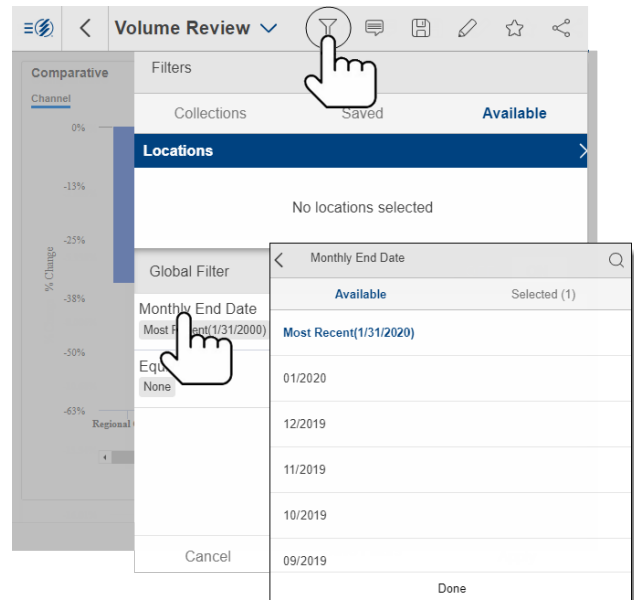 Volume Review
Comparative
Channel
0%
-13%
-25%
-38%
-50%
-63%
% Change
Regional
Filters
Collections
Saved
Available
Locations
No locations selected
Global Filter
Monthly End Date
Most Recent(1/31/2000)
Equ
None
Cancel
Monthly End Date
Available
Selected (1)
Most Recent(1/31/2020)
01/2020
12/2019
11/2019
10/2019
09/2019
Done